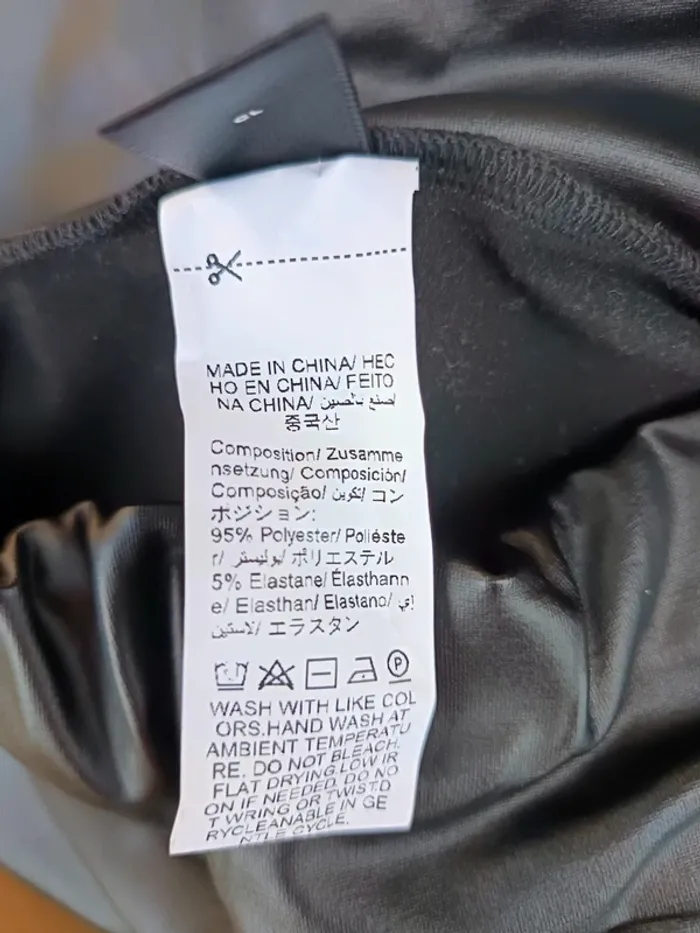 MADE IN CHINA/ HEC
HO EN CHINA/ FEITO
NA CHINA/ صنع بالصين/
중국산
Composition/ Zusamme
nsetzung/ Composición/
Composição/ تكوين/ コン
ポジション:
95% Polyester/ Poliéste
r/ بوليستر/ ポリエステル
5% Elastane/ Élasthann
e/ Elasthan/ Elastano/
إيلاستين/ エラスタン
P
WASH WITH LIKE COL
ORS.HAND WASH AT
AMBIENT TEMPERATU
RE. DO NOT BLEACH.
FLAT DRYING.LOW IR
ON IF NEEDED. DO NO
T WRING OR TWIST.D
RYCLEANABLE IN GE
NTLE CYCLE.